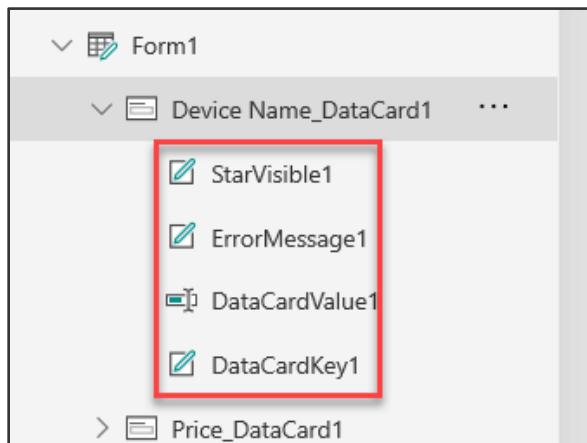 Form1
Device Name_DataCard1 ...
StarVisible1
ErrorMessage1
DataCardValue1
DataCardKey1
Price_DataCard1